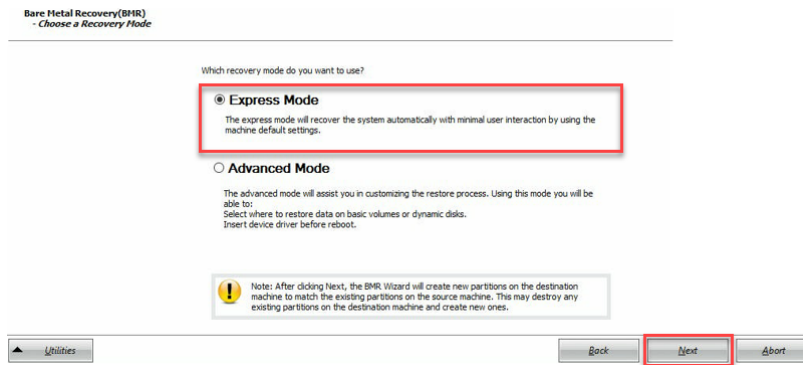 Bare Metal Recovery(BMR)
- Choose a Recovery Mode
Which recovery mode do you want to use?
Express Mode
The express mode will recover the system automatically with minimal user interaction by using the
machine default settings.
Advanced Mode
The advanced mode will assist you in customizing the restore process. Using this mode you will be
able to:
Select where to restore data on basic volumes or dynamic disks.
Insert device driver before reboot.
Note: After clicking Next, the BMR Wizard will create new partitions on the destination
machine to match the existing partitions on the source machine. This may destroy any
existing partitions on the destination machine and create new ones.
Utilities
Back
Next
Abort